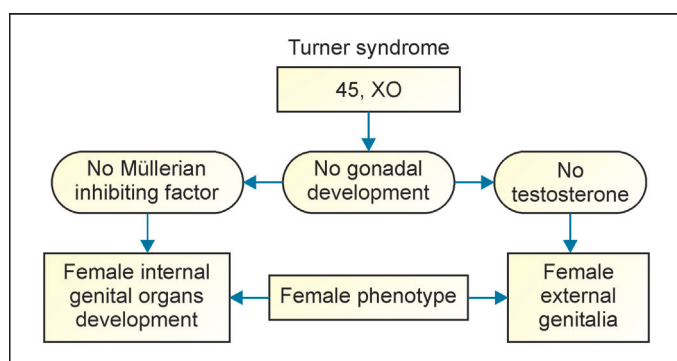 Turner syndrome
45, XO
No Müllerian
inhibiting factor
No gonadal
development
No
testosterone
Female internal
genital organs
development
Female phenotype
Female
external
genitalia